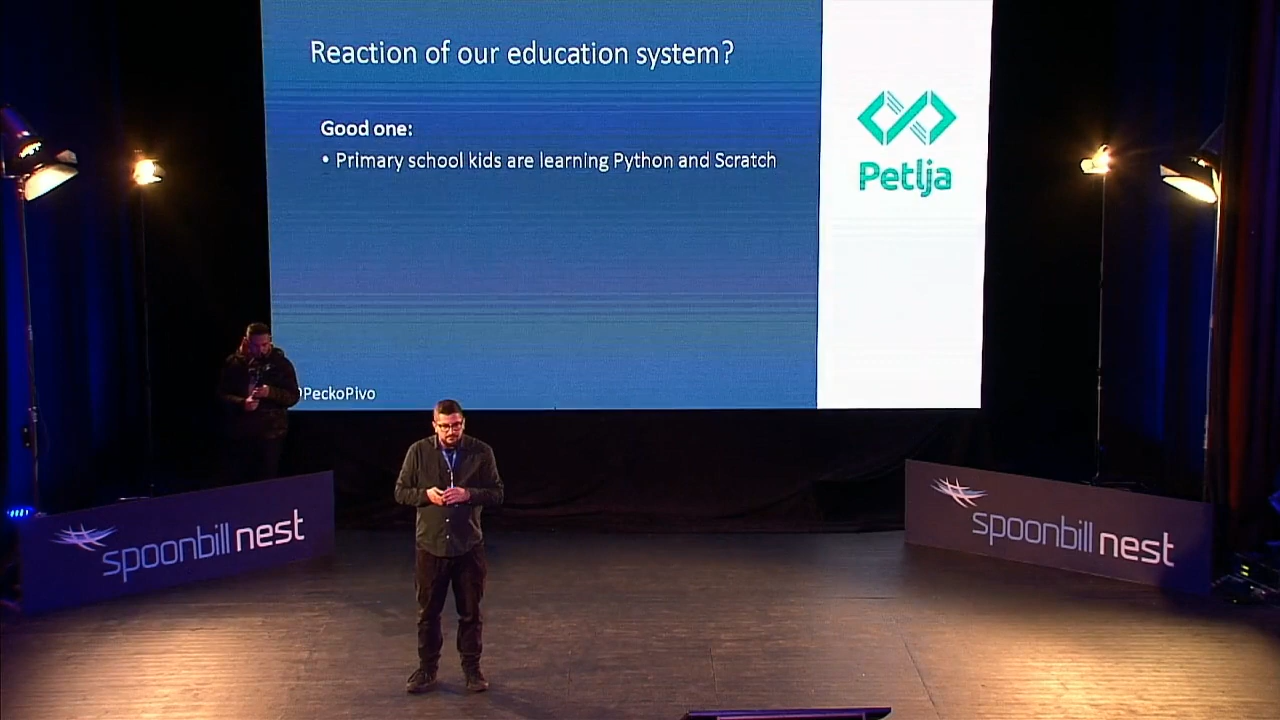 Reaction of our education system?
Good one:
• Primary school kids are learning Python and Scratch
Petlja
@PeckoPivo
spoonbill nest
spoonbill nest